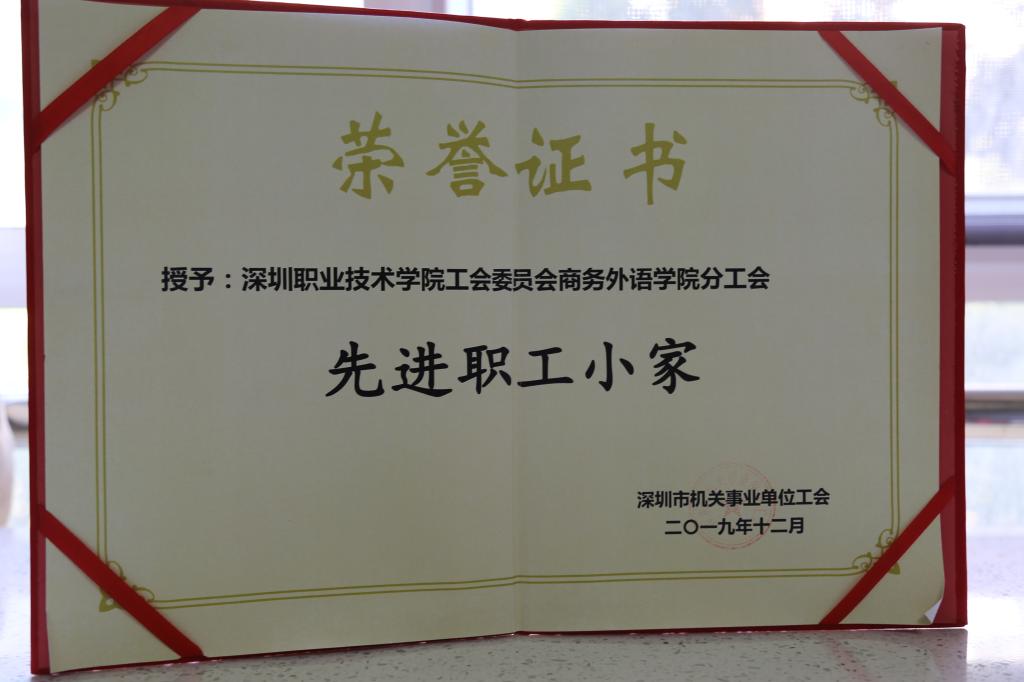 荣誉证书
授予：深圳职业技术学院工会委员会商务外语学院分工会
先进职工小家
深圳市机关事业单位工会
二〇一九年十二月